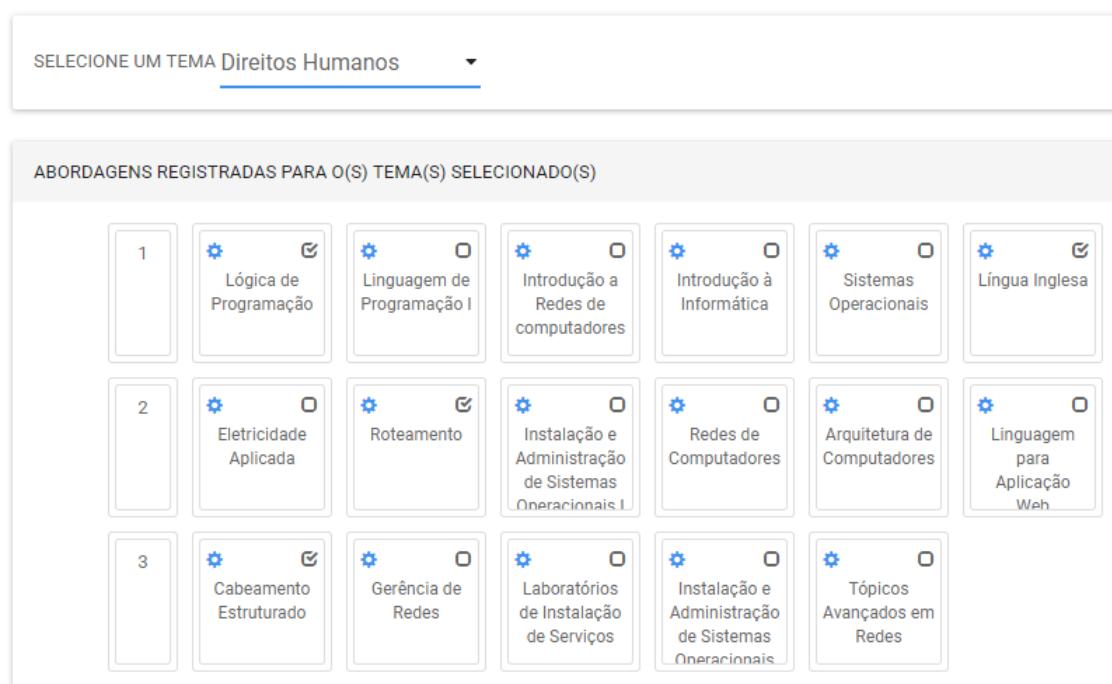 SELECIONE UM TEMA Direitos Humanos
ABORDAGENS REGISTRADAS PARA O(S) TEMA(S) SELECIONADO(S)
1
Lógica de
Programação
Linguagem de
Programação I
Introdução a
Redes de
computadores
Introdução à
Informática
Sistemas
Operacionais
Língua Inglesa
2
Eletricidade
Aplicada
Roteamento
Instalação e
Administração
de Sistemas
Operacionais I
Redes de
Computadores
Arquitetura de
Computadores
Linguagem
para
Aplicação
Web
3
Cabeamento
Estruturado
Gerência de
Redes
Laboratórios
de Instalação
de Serviços
Instalação e
Administração
de Sistemas
Operacionais
Tópicos
Avançados em
Redes